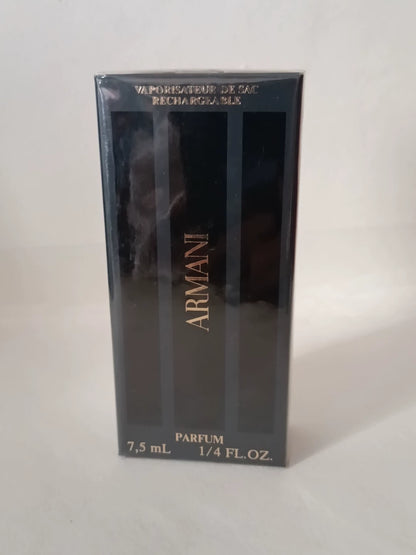 VAPORISATEUR DE SAC
RECHARGEABLE
ARMANI
PARFUM
7,5 mL 1/4 FL.OZ.